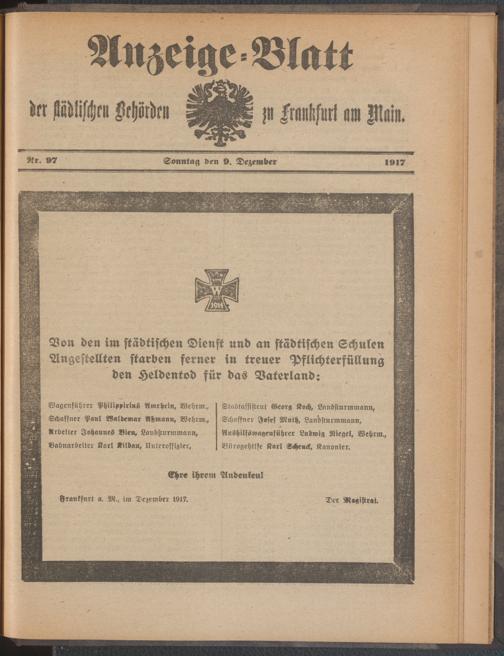 Anzeige-Blatt
der städtischen Behörden zu Frankfurt am Main.
Nr. 97 Sonntag den 9. Dezember 1917
W
1914
Von den im städtischen Dienst und an städtischen Schulen
Angestellten starben ferner in treuer Pflichterfüllung
den Heldentod für das Vaterland:
Wagenführer Philippirius Amrhein, Wehrm.,
Schaffner Paul Waldemar Aßmann, Wehrm.,
Arbeiter Johannes Bien, Landsturmmann,
Bahnarbeiter Karl Kildau, Unteroffizier,
Stadtassistent Georg Koch, Landsturmmann,
Schaffner Josef Muth, Landsturmmann,
Aushilfswagenführer Ludwig Riegel, Wehrm.,
Bürogehilfe Karl Schenck, Kanonier.
Ehre ihrem Andenken!
Frankfurt a. M., im Dezember 1917. Der Magistrat.